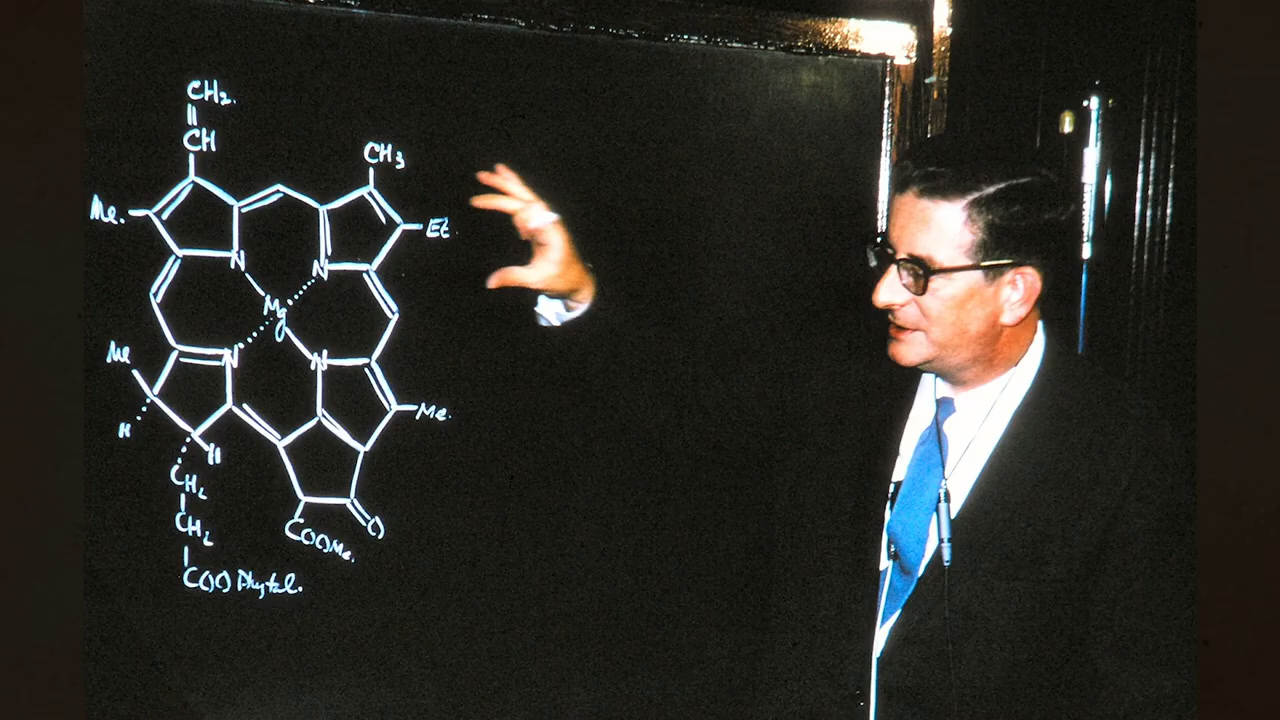 CH₂.
CH
CH₃
Me.
Et.
N
N
Mg
N
N
Me
Me.
H
H
CH₂
CH₂
COOMe.
O
COO Phytyl.